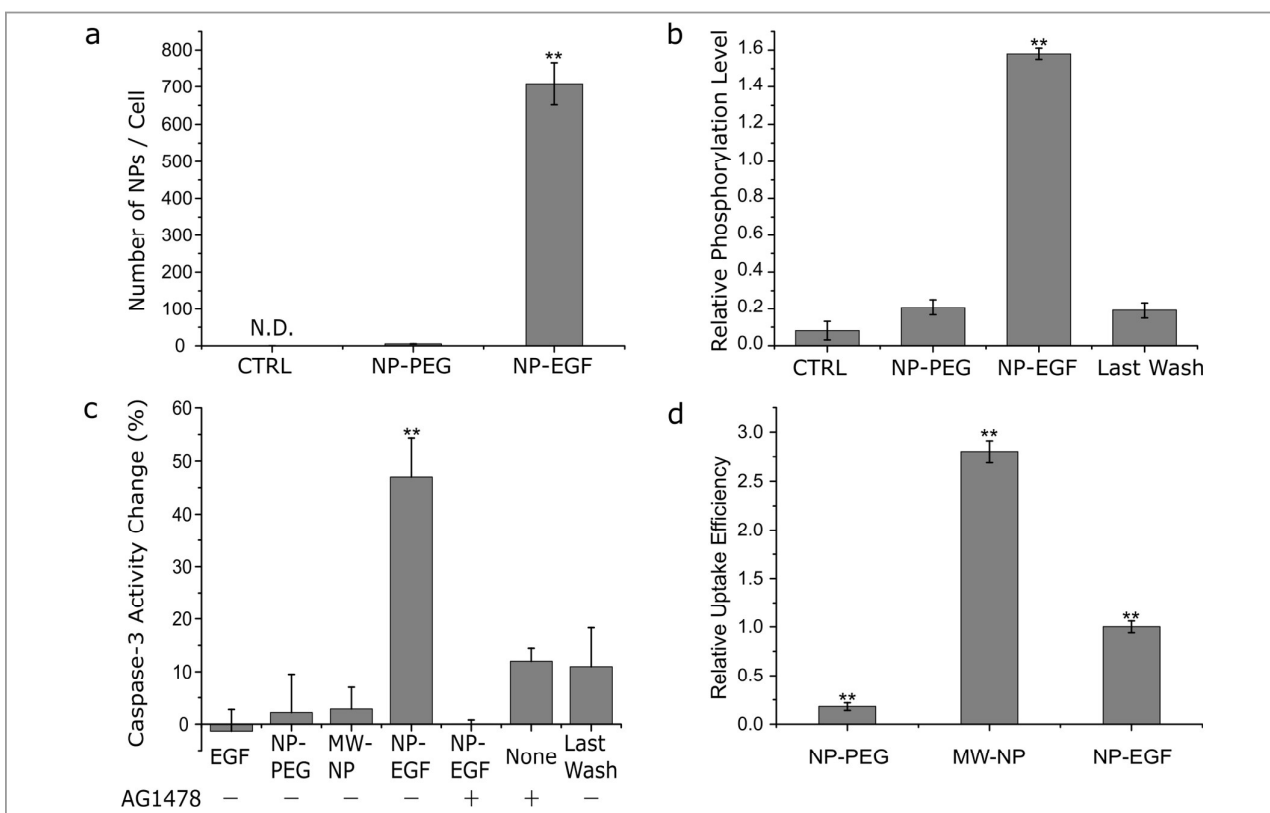 a
Number of NPs / Cell
800
700
600
500
400
300
200
100
0
N.D.
**
CTRL NP-PEG NP-EGF
b
Relative Phosphorylation Level
1.6
1.4
1.2
1.0
0.8
0.6
0.4
0.2
0.0
**
CTRL NP-PEG NP-EGF Last Wash
c
Caspase-3 Activity Change (%)
60
50
40
30
20
10
0
**
EGF NP- MW- NP- NP- None Last
PEG NP EGF EGF Wash
AG1478 − − − − + + −
d
Relative Uptake Efficiency
3.0
2.5
2.0
1.5
1.0
0.5
0.0
** ** **
NP-PEG MW-NP NP-EGF